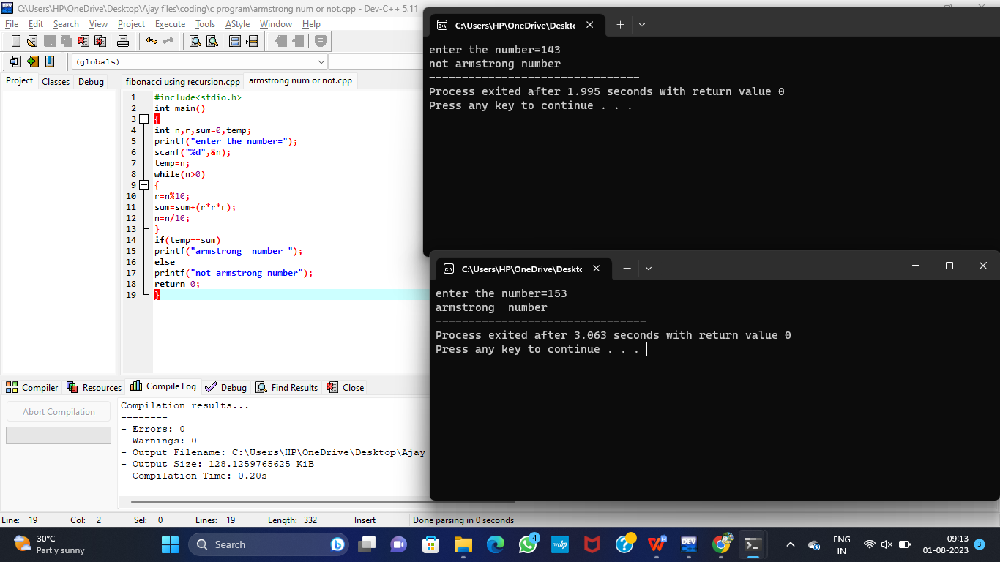 C:\Users\HP\OneDrive\Desktop\Ajay files\coding\c program\armstrong num or not.cpp - Dev-C++ 5.11
File Edit Search View Project Execute Tools AStyle Window Help
(globals)
Project Classes Debug
fibonacci using recursion.cpp armstrong num or not.cpp
1 #include<stdio.h>
2 int main()
3 {
4 int n,r,sum=0,temp;
5 printf("enter the number=");
6 scanf("%d",&n);
7 temp=n;
8 while(n>0)
9 {
10 r=n%10;
11 sum=sum+(r*r*r);
12 n=n/10;
13 }
14 if(temp==sum)
15 printf("armstrong  number ");
16 else
17 printf("not armstrong number");
18 return 0;
19 }
C:\Users\HP\OneDrive\Deskto
enter the number=143
not armstrong number
--------------------------------
Process exited after 1.995 seconds with return value 0
Press any key to continue . . .
C:\Users\HP\OneDrive\Deskto
enter the number=153
armstrong  number
--------------------------------
Process exited after 3.063 seconds with return value 0
Press any key to continue . . .
Compiler Resources Compile Log Debug Find Results Close
Abort Compilation
Compilation results...
--------
- Errors: 0
- Warnings: 0
- Output Filename: C:\Users\HP\OneDrive\Desktop\Ajay
- Output Size: 128.1259765625 KiB
- Compilation Time: 0.20s
Line: 19 Col: 2 Sel: 0 Lines: 19 Length: 332 Insert Done parsing in 0 seconds
30°C
Partly sunny
Search
4
myhp
DEV
ENG
IN
09:13
01-08-2023
3